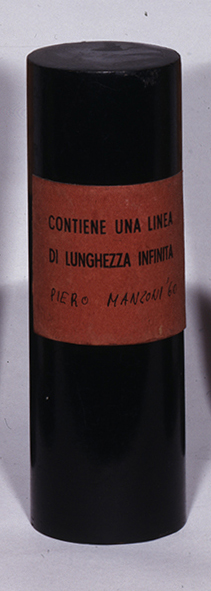 CONTIENE UNA LINEA
DI LUNGHEZZA INFINITA
PIERO MANZONI '60